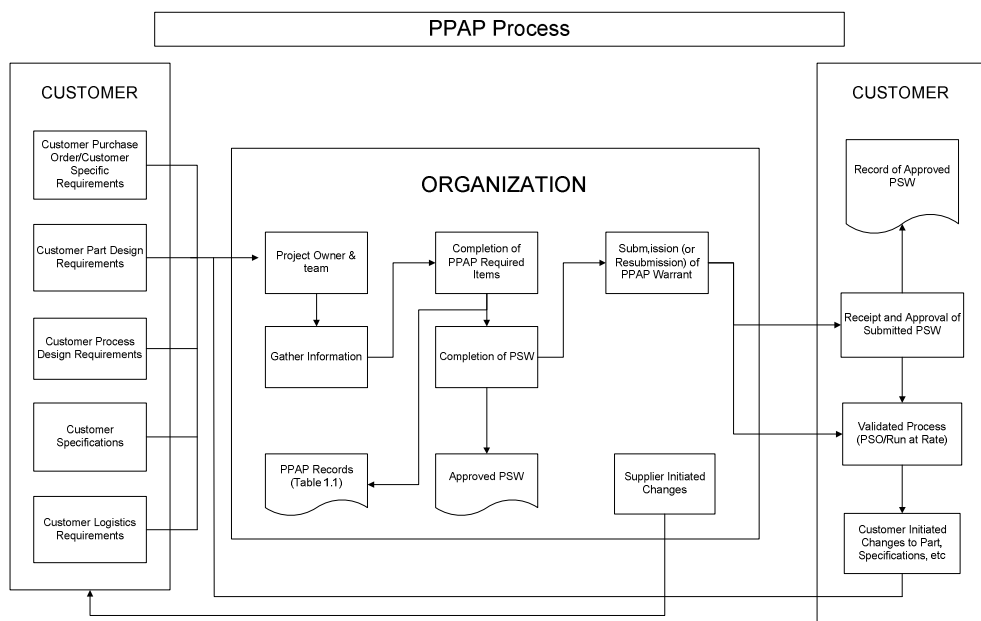 PPAP Process
CUSTOMER
Customer Purchase
Order/Customer
Specific
Requirements
Customer Part Design
Requirements
Customer Process
Design Requirements
Customer
Specifications
Customer Logistics
Requirements
ORGANIZATION
Project Owner &
team
Gather Information
PPAP Records
(Table 1.1)
Completion of
PPAP Required
Items
Completion of PSW
Approved PSW
Subm,ission (or
Resubmission) of
PPAP Warrant
Supplier Initiated
Changes
CUSTOMER
Record of Approved
PSW
Receipt and Approval of
Submitted PSW
Validated Process
(PSO/Run at Rate)
Customer Initiated
Changes to Part,
Specifications, etc